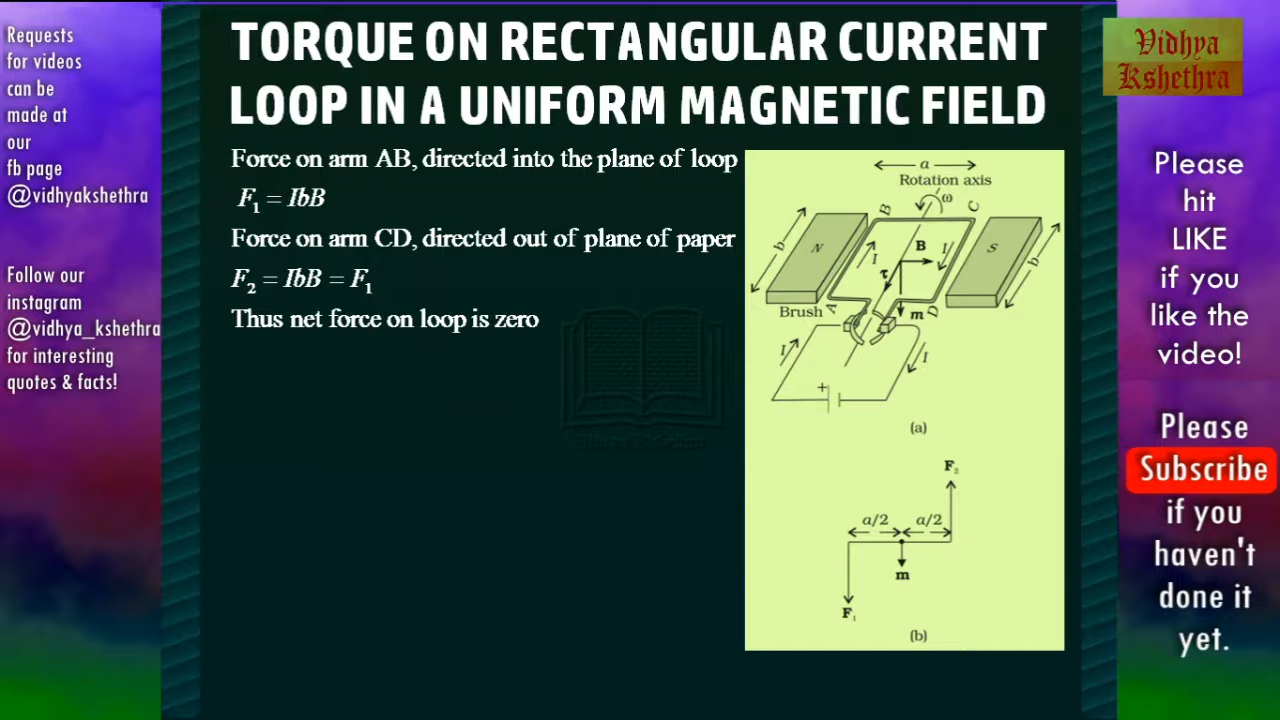 Requests
for videos
can be
made at
our
fb page
@vidhyakshethra
Follow our
instagram
@vidhya_kshethra
for interesting
quotes & facts!
TORQUE ON RECTANGULAR CURRENT
LOOP IN A UNIFORM MAGNETIC FIELD
Force on arm AB, directed into the plane of loop
F₁ = IbB
Force on arm CD, directed out of plane of paper
F₂ = IbB = F₁
Thus net force on loop is zero
a
Rotation axis
ω
B
C
b
N
I
B
I
S
b
τ
Brush
A
m
D
I
I
+
(a)
F₂
a/2
a/2
m
F₁
(b)
Vidhya
Kshethra
Please
hit
LIKE
if you
like the
video!
Please
Subscribe
if you
haven't
done it
yet.